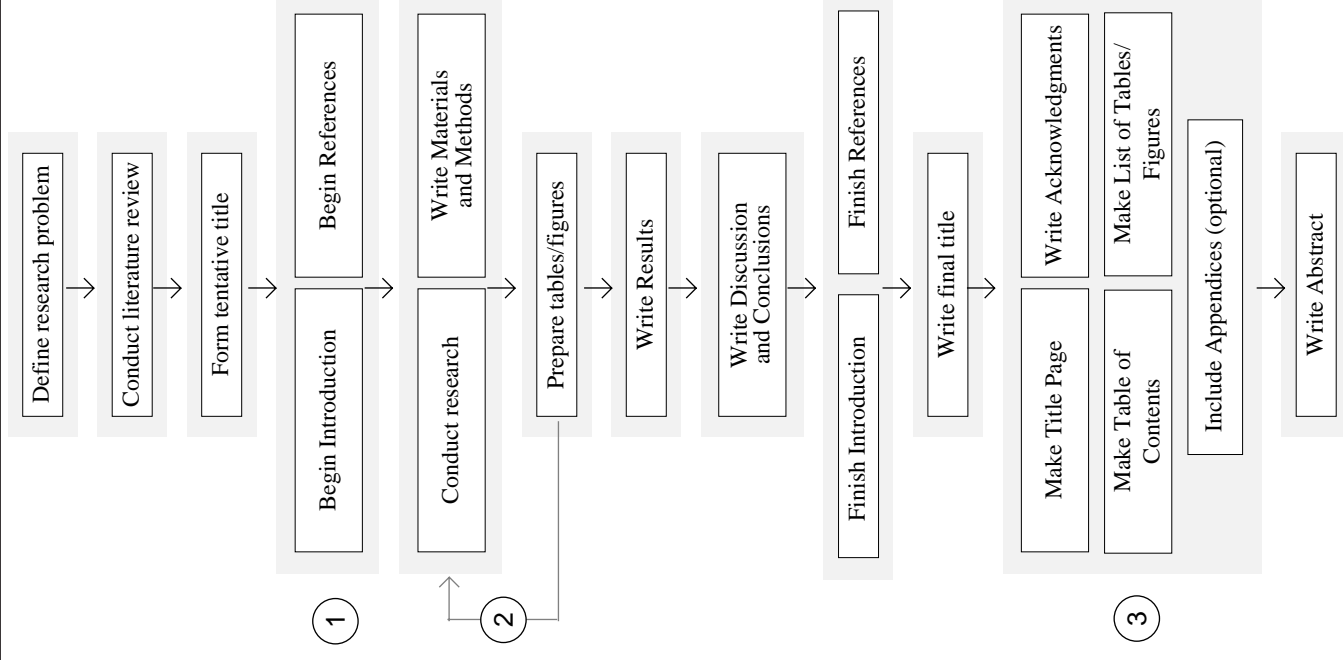 Define research problem
Conduct literature review
Form tentative title
1
Begin Introduction
Begin References
Conduct research
Write Materials
and Methods
2
Prepare tables/figures
Write Results
Write Discussion
and Conclusions
Finish Introduction
Finish References
Write final title
3
Make Title Page
Write Acknowledgments
Make Table of
Contents
Make List of Tables/
Figures
Include Appendices (optional)
Write Abstract